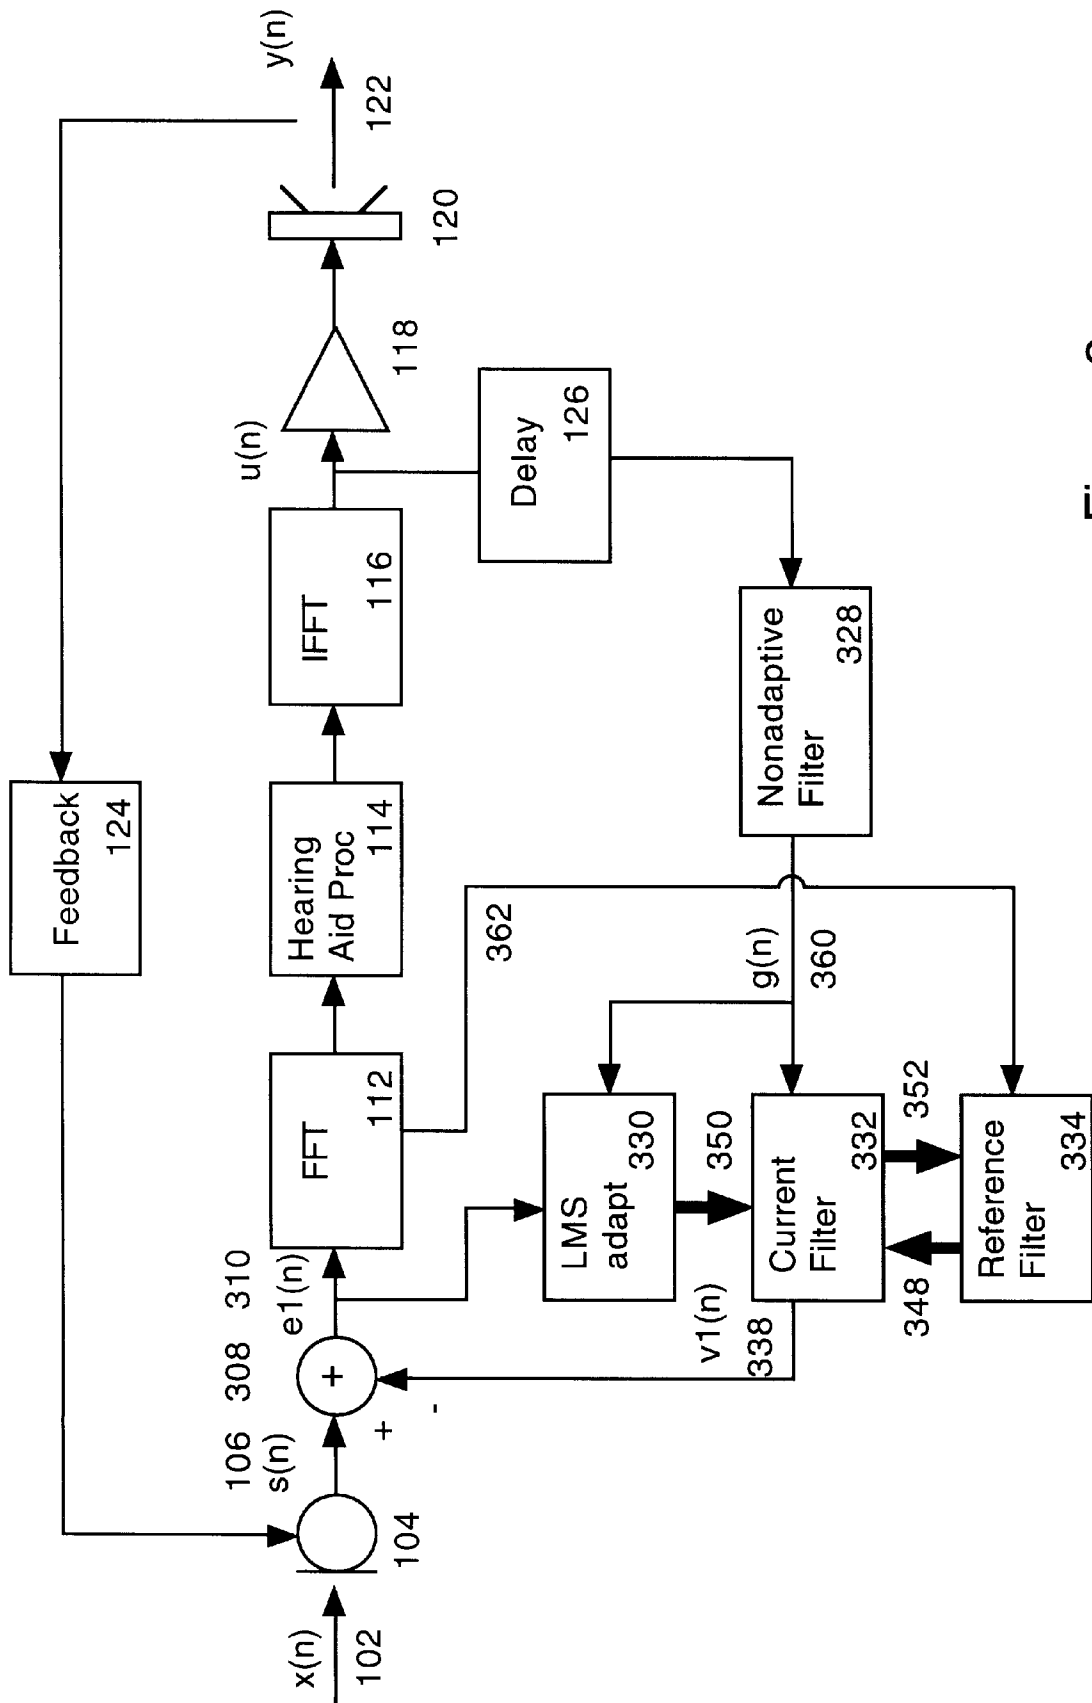 Feedback
124
y(n)
122
120
118
u(n)
IFFT
116
Hearing
Aid Proc
114
FFT
112
310
e1(n)
308
+
+
-
106
s(n)
104
x(n)
102
Delay
126
Nonadaptive
Filter
328
362
g(n)
360
LMS
adapt
330
350
v1(n)
338
Current
Filter
332
352
348
Reference
Filter
334